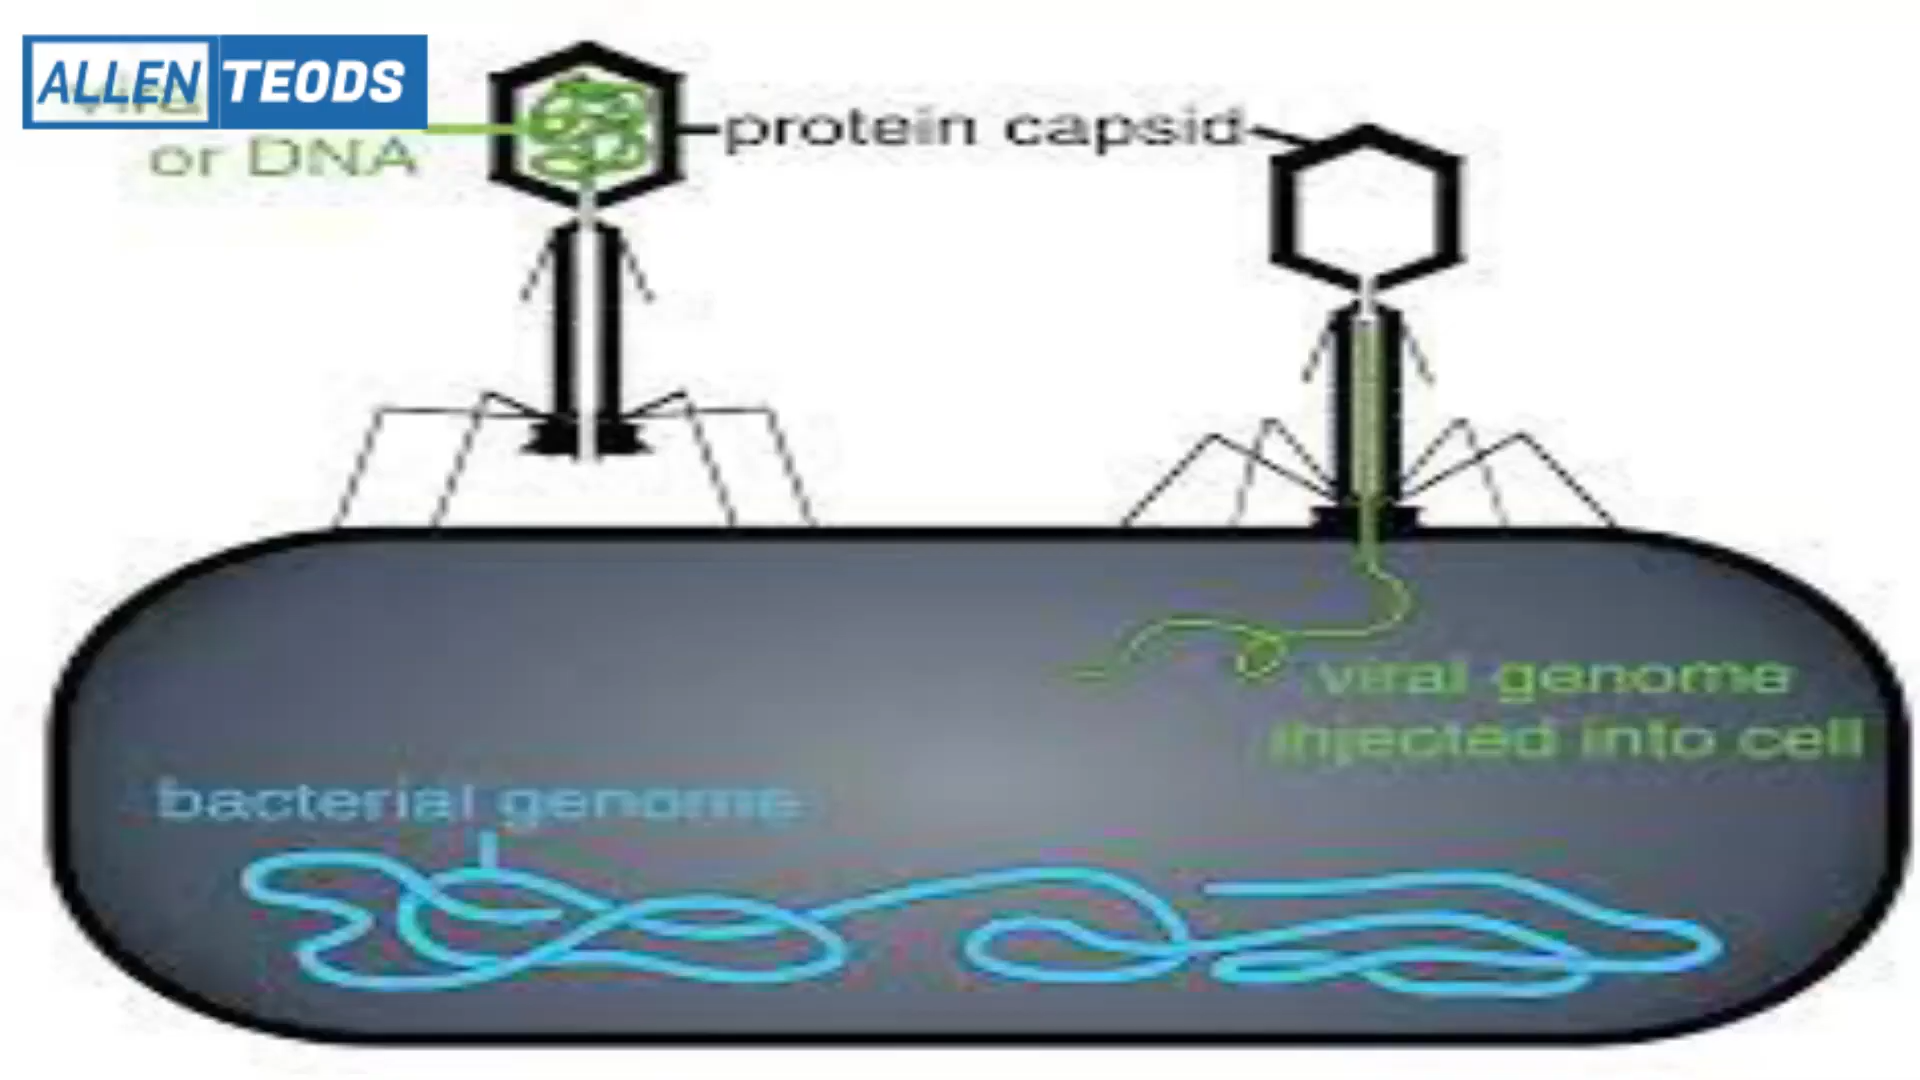 ALLEN TEODS
or DNA
protein capsid
viral genome
injected into cell
bacterial genome